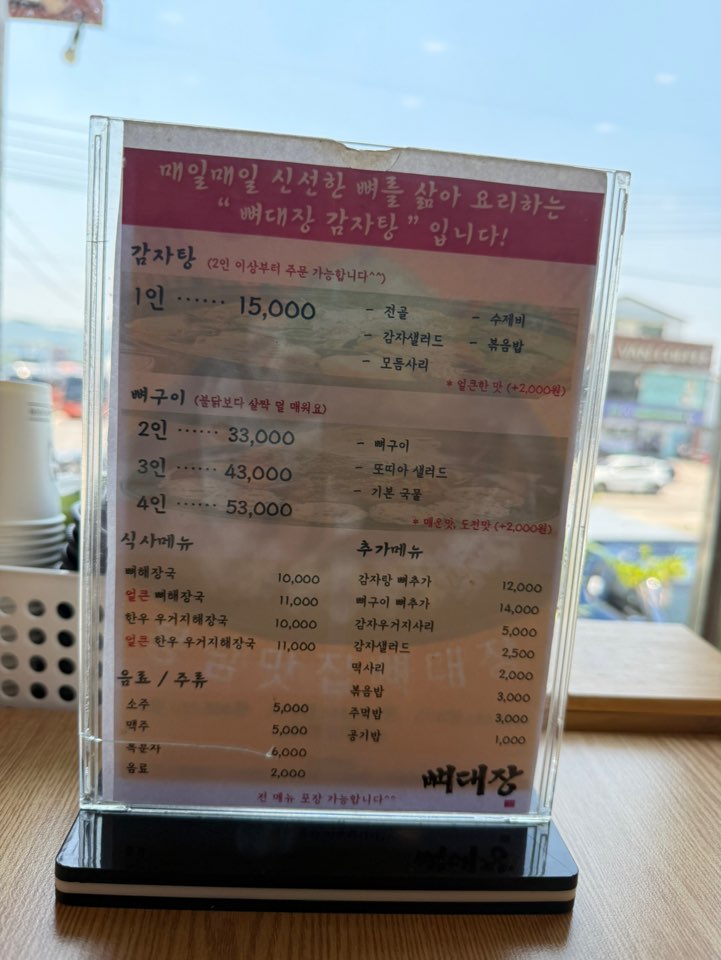 매일매일 신선한 뼈를 삶아 요리하는
“ 뼈대장 감자탕 ” 입니다!
감자탕 (2인 이상부터 주문 가능합니다^^)
1인 ······ 15,000
- 전골
- 수제비
- 감자샐러드
- 볶음밥
- 모듬사리
* 얼큰한 맛 (+2,000원)
뼈구이 (불닭보다 살짝 덜 매워요)
2인 ······ 33,000
3인 ······ 43,000
4인 ······ 53,000
- 뼈구이
- 또띠아 샐러드
- 기본 국물
* 매운맛, 도전맛 (+2,000원)
식사메뉴
뼈해장국 10,000
얼큰 뼈해장국 11,000
한우 우거지해장국 10,000
얼큰 한우 우거지해장국 11,000
음료 / 주류
소주 5,000
맥주 5,000
복분자 6,000
음료 2,000
추가메뉴
감자탕 뼈추가 12,000
뼈구이 뼈추가 14,000
감자우거지사리 5,000
감자샐러드 2,500
떡사리 2,000
볶음밥 3,000
주먹밥 3,000
공기밥 1,000
뼈대장
전 메뉴 포장 가능합니다^^
VAN COFFEE